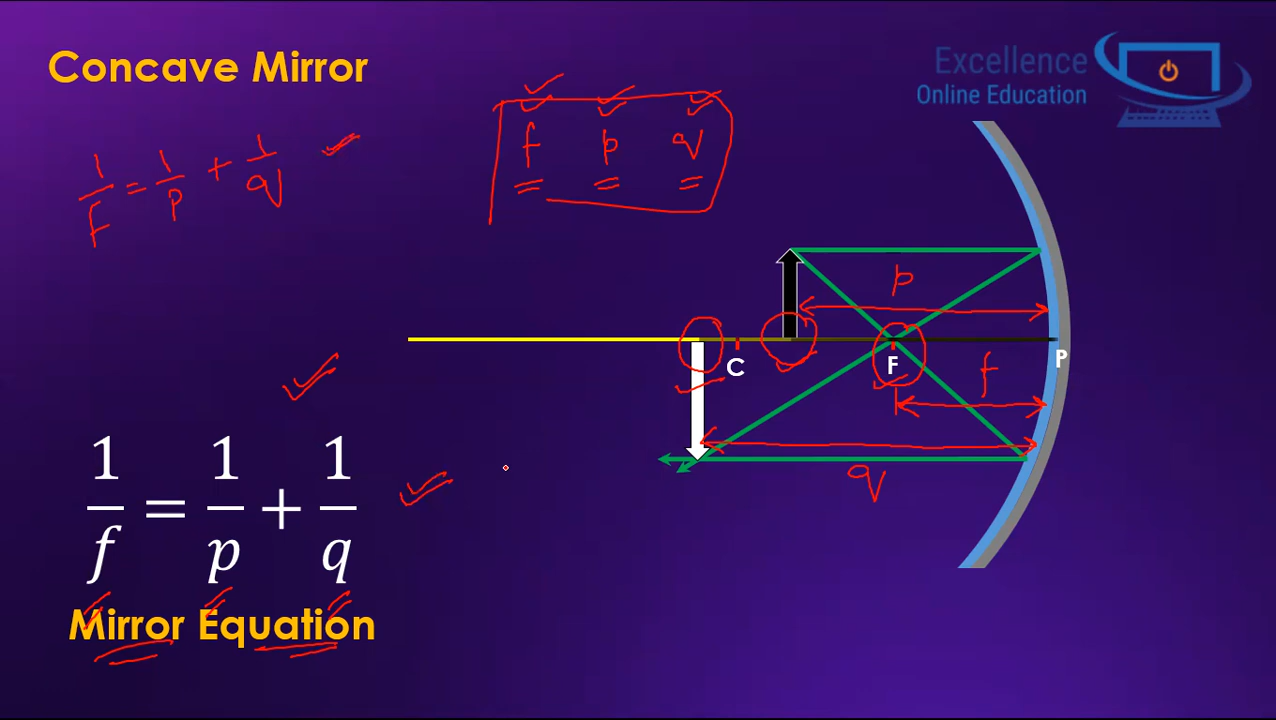 Concave Mirror
Excellence
Online Education
f p q
1/f = 1/p + 1/q
p
C F P
f
q
1/f = 1/p + 1/q
Mirror Equation